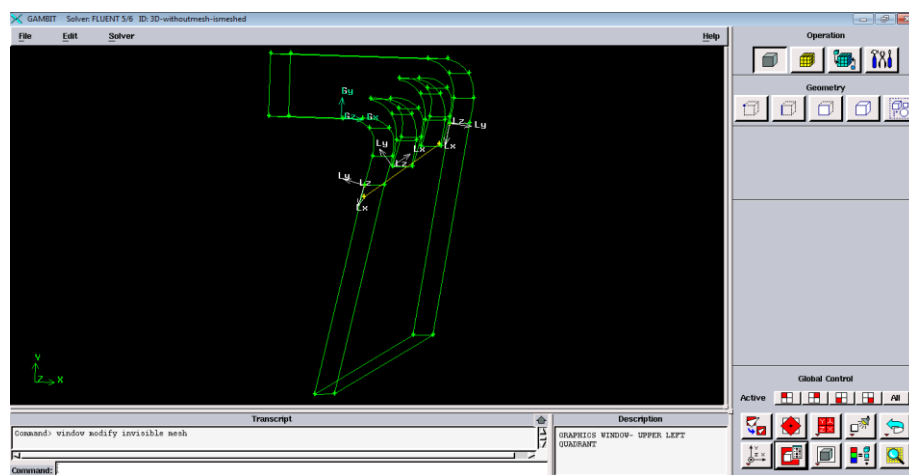 GAMBIT Solver: FLUENT 5/6 ID: 3D-withoutmesh-ismeshed
File Edit Solver Help
Operation
Geometry
Gy
Gz Gx
Lz Ly
Ly Lx Lx
Lz
Ly Lz
Lx
Y
Z X
Global Control
Active All
Transcript
Command> window modify invisible mesh
Command:
Description
GRAPHICS WINDOW- UPPER LEFT
QUADRANT